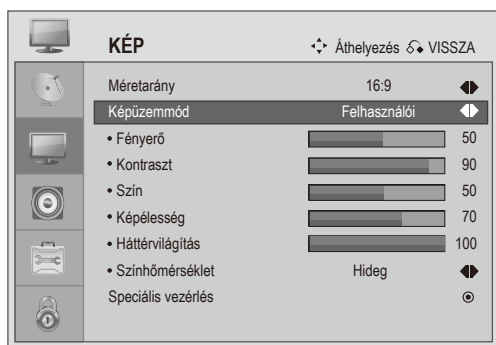 KÉP
Áthelyezés VISSZA
Méretarány 16:9
Képüzemmód Felhasználói
• Fényerő 50
• Kontraszt 90
• Szín 50
• Képélesség 70
• Háttérvilágítás 100
• Színhőmérséklet Hideg
Speciális vezérlés